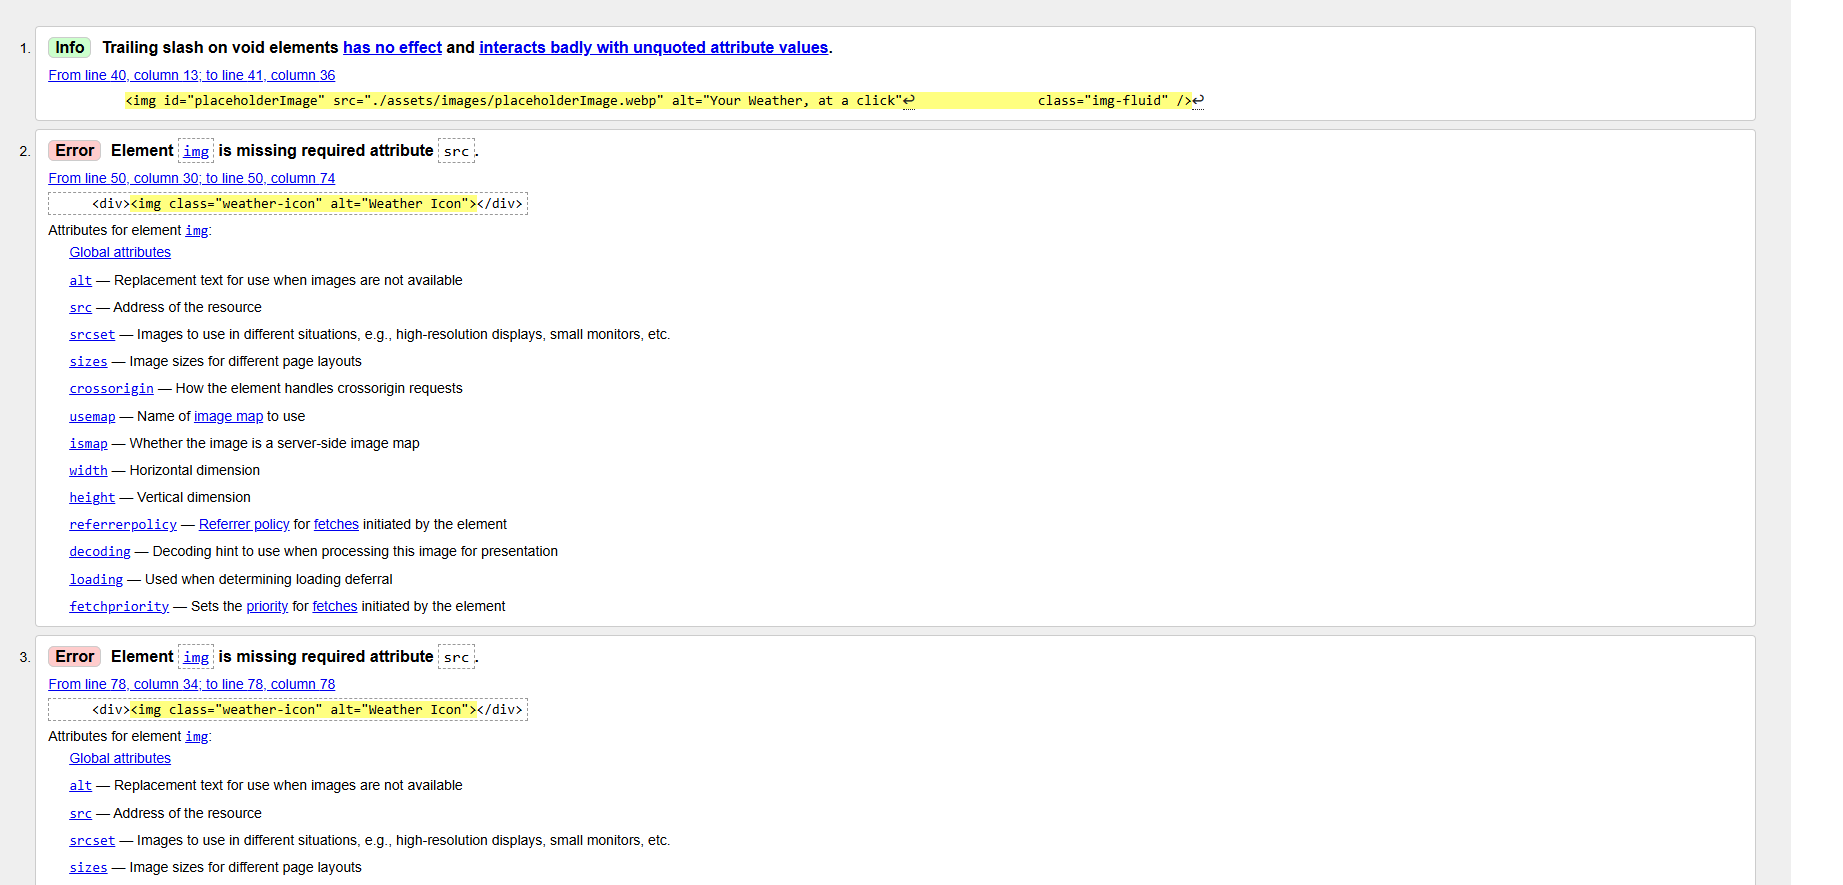 1. Info Trailing slash on void elements has no effect and interacts badly with unquoted attribute values.
From line 40, column 13; to line 41, column 36
<img id="placeholderImage" src="./assets/images/placeholderImage.webp" alt="Your Weather, at a click"↩ class="img-fluid" />↩
2. Error Element img is missing required attribute src.
From line 50, column 30; to line 50, column 74
<div><img class="weather-icon" alt="Weather Icon"></div>
Attributes for element img:
Global attributes
alt — Replacement text for use when images are not available
src — Address of the resource
srcset — Images to use in different situations, e.g., high-resolution displays, small monitors, etc.
sizes — Image sizes for different page layouts
crossorigin — How the element handles crossorigin requests
usemap — Name of image map to use
ismap — Whether the image is a server-side image map
width — Horizontal dimension
height — Vertical dimension
referrerpolicy — Referrer policy for fetches initiated by the element
decoding — Decoding hint to use when processing this image for presentation
loading — Used when determining loading deferral
fetchpriority — Sets the priority for fetches initiated by the element
3. Error Element img is missing required attribute src.
From line 78, column 34; to line 78, column 78
<div><img class="weather-icon" alt="Weather Icon"></div>
Attributes for element img:
Global attributes
alt — Replacement text for use when images are not available
src — Address of the resource
srcset — Images to use in different situations, e.g., high-resolution displays, small monitors, etc.
sizes — Image sizes for different page layouts